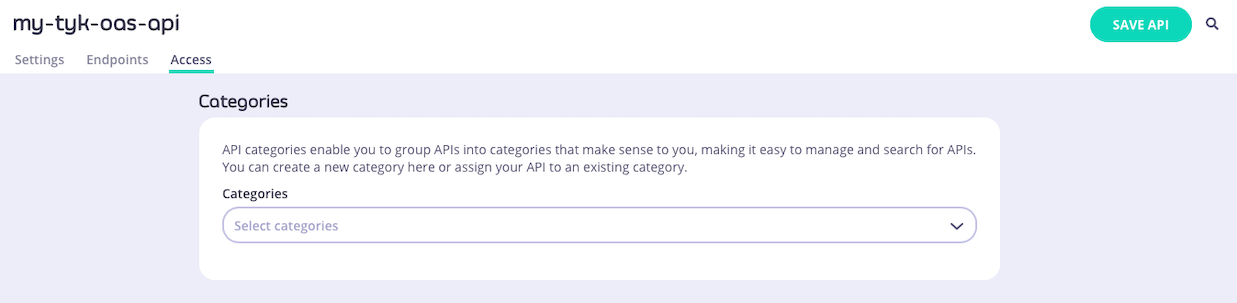 my-tyk-oas-api
SAVE API
Settings Endpoints Access
Categories
API categories enable you to group APIs into categories that make sense to you, making it easy to manage and search for APIs.
You can create a new category here or assign your API to an existing category.
Categories
Select categories